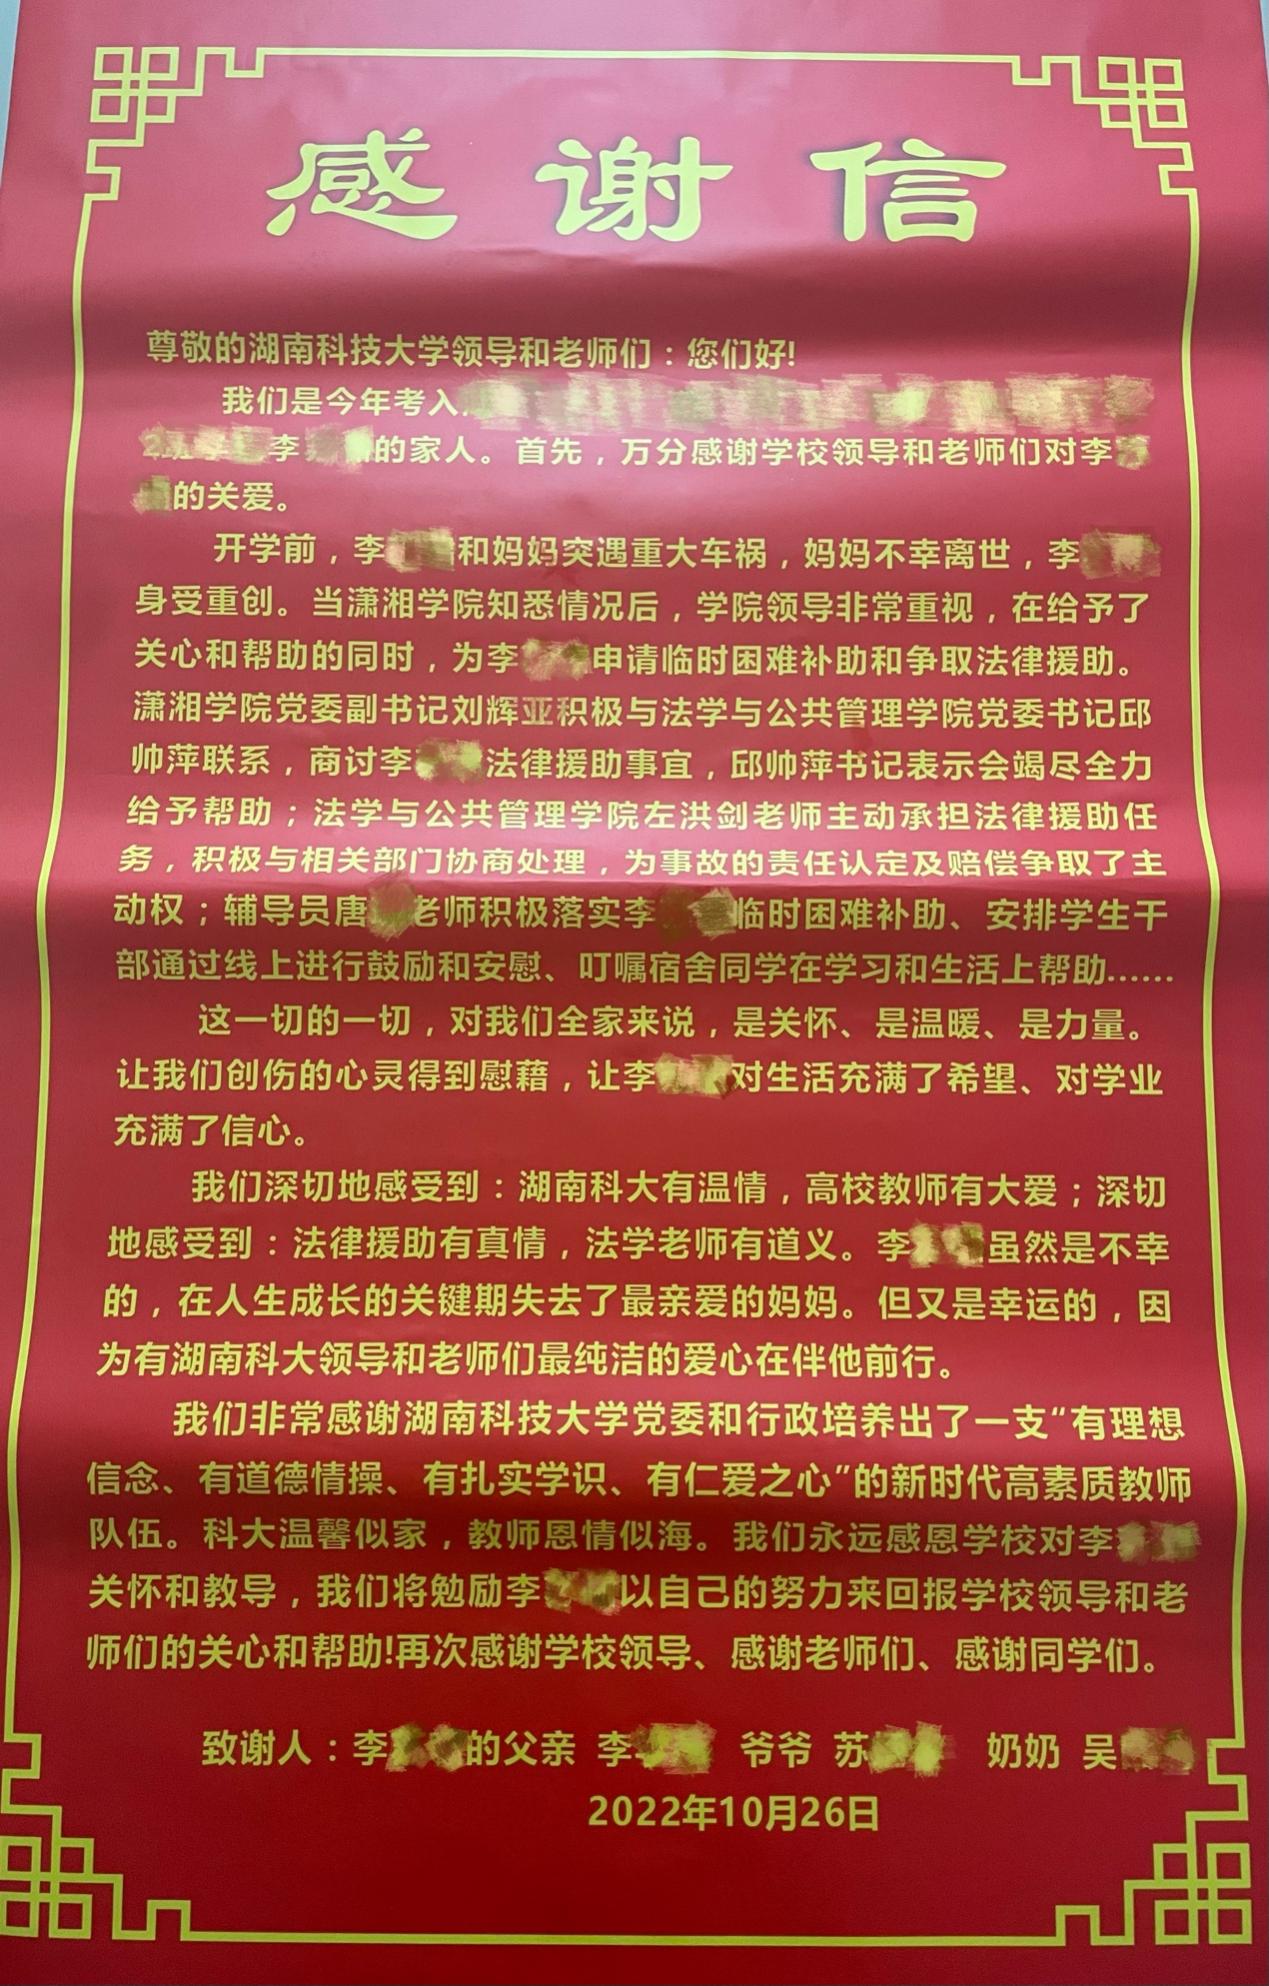 感谢信
尊敬的湖南科技大学领导和老师们：您们好!
我们是今年考入
2班学生李的家人。首先，万分感谢学校领导和老师们对李
的关爱。
开学前，李和妈妈突遇重大车祸，妈妈不幸离世，李
身受重创。当潇湘学院知悉情况后，学院领导非常重视，在给予了
关心和帮助的同时，为李申请临时困难补助和争取法律援助。
潇湘学院党委副书记刘辉亚积极与法学与公共管理学院党委书记邱
帅萍联系，商讨李法律援助事宜，邱帅萍书记表示会竭尽全力
给予帮助；法学与公共管理学院左洪剑老师主动承担法律援助任
务，积极与相关部门协商处理，为事故的责任认定及赔偿争取了主
动权；辅导员唐老师积极落实李临时困难补助、安排学生干
部通过线上进行鼓励和安慰、叮嘱宿舍同学在学习和生活上帮助……
这一切的一切，对我们全家来说，是关怀、是温暖、是力量。
让我们创伤的心灵得到慰藉，让李对生活充满了希望、对学业
充满了信心。
我们深切地感受到：湖南科大有温情，高校教师有大爱；深切
地感受到：法律援助有真情，法学老师有道义。李虽然是不幸
的，在人生成长的关键期失去了最亲爱的妈妈。但又是幸运的，因
为有湖南科大领导和老师们最纯洁的爱心在伴他前行。
我们非常感谢湖南科技大学党委和行政培养出了一支“有理想
信念、有道德情操、有扎实学识、有仁爱之心”的新时代高素质教师
队伍。科大温馨似家，教师恩情似海。我们永远感恩学校对李
关怀和教导，我们将勉励李以自己的努力来回报学校领导和老
师们的关心和帮助!再次感谢学校领导、感谢老师们、感谢同学们。
致谢人：李的父亲 李 爷爷 苏 奶奶 吴
2022年10月26日